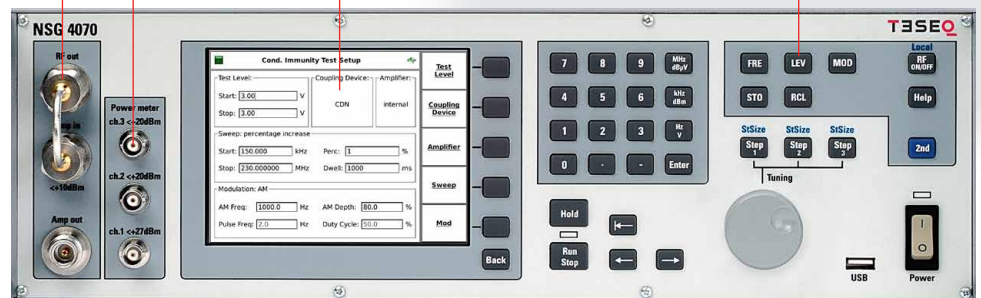 NSG 4070
TESEQ
RF out
Amp in
<+10dBm
Amp out
Power meter
ch.3 <+20dBm
ch.2 <+20dBm
ch.1 <+27dBm
Cond. Immunity Test Setup
Test Level:
Start: 3.00 V
Stop: 3.00 V
Coupling Device:
CDN
Amplifier:
internal
Sweep: percentage increase
Start: 150.000 kHz Perc: 1 %
Stop: 230.000000 MHz Dwell: 1000 ms
Modulation: AM
AM Freq: 1000.0 Hz AM Depth: 80.0 %
Pulse Freq: 2.0 Hz Duty Cycle: 50.0 %
Test
Level
Coupling
Device
Amplifier
Sweep
Mod
Back
7 8 9 MHz
dBµV
4 5 6 kHz
dBm
1 2 3 Hz
V
0 · - Enter
Hold
Run
Stop
FRE LEV MOD
STO RCL
Local
RF
ON/OFF
Help
2nd
StSize StSize StSize
Step
1
Step
2
Step
3
Tuning
USB
I
O
Power